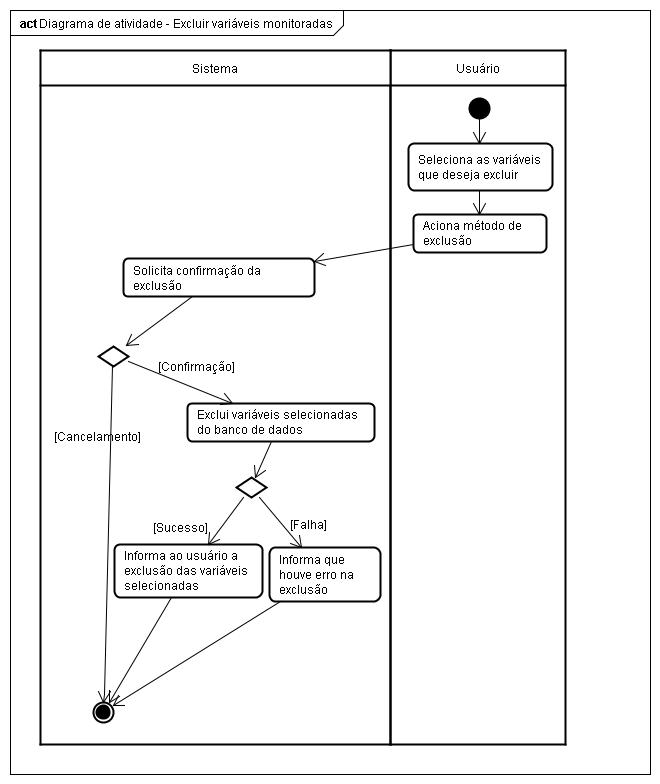 act Diagrama de atividade - Excluir variáveis monitoradas
Sistema
Usuário
Seleciona as variáveis
que deseja excluir
Aciona método de
exclusão
Solicita confirmação da
exclusão
[Confirmação]
[Cancelamento]
Exclui variáveis selecionadas
do banco de dados
[Sucesso]
[Falha]
Informa ao usuário a
exclusão das variáveis
selecionadas
Informa que
houve erro na
exclusão